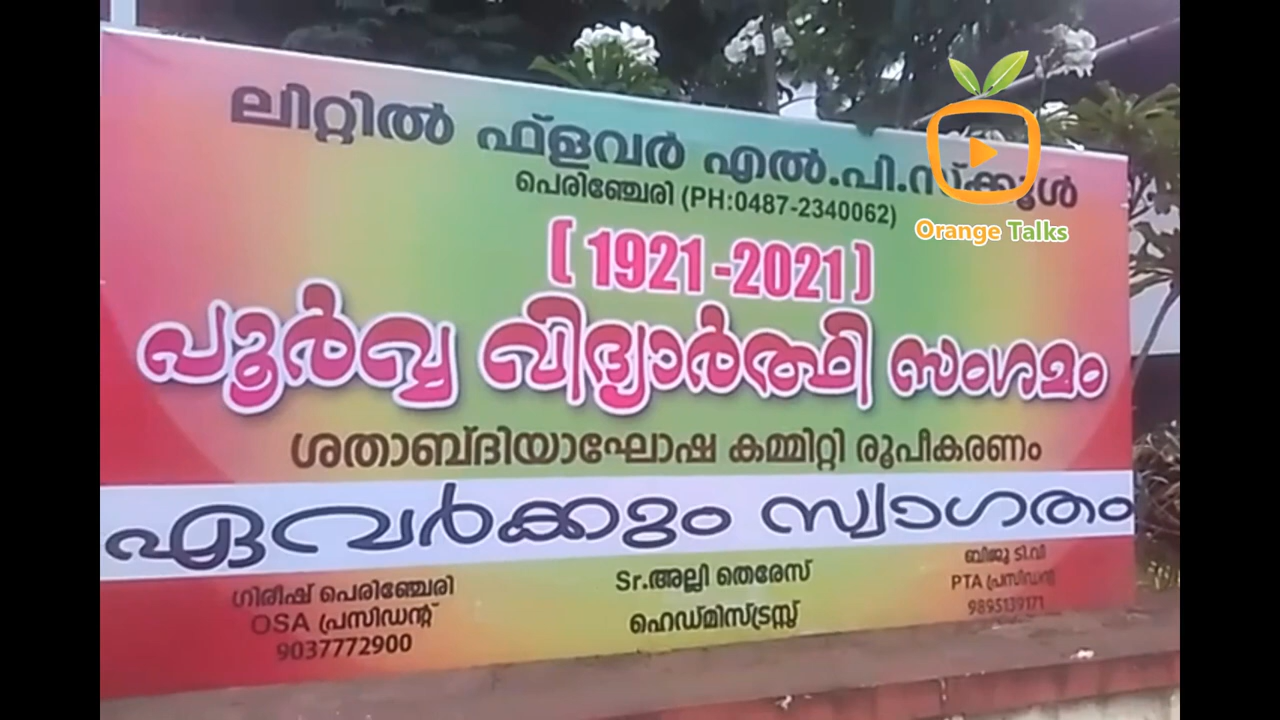 ലിറ്റിൽ ഫ്ളവർ എൽ.പി.സ്ക്കൂൾ
പെരിഞ്ചേരി (PH:0487-2340062)
(1921-2021)
പൂർവ്വ വിദ്യാർത്ഥി സംഗമം
ശതാബ്ദിയാഘോഷ കമ്മിറ്റി രൂപീകരണം
ഏവർക്കും സ്വാഗതം
ഗിരീഷ് പെരിഞ്ചേരി
OSA പ്രസിഡന്റ്
9037772900
Sr.അല്ലി തെരേസ്
ഹെഡ്മിസ്ട്രസ്സ്
ബിജൂ ടി.വി
PTA പ്രസിഡന്റ്
9895139171
Orange Talks